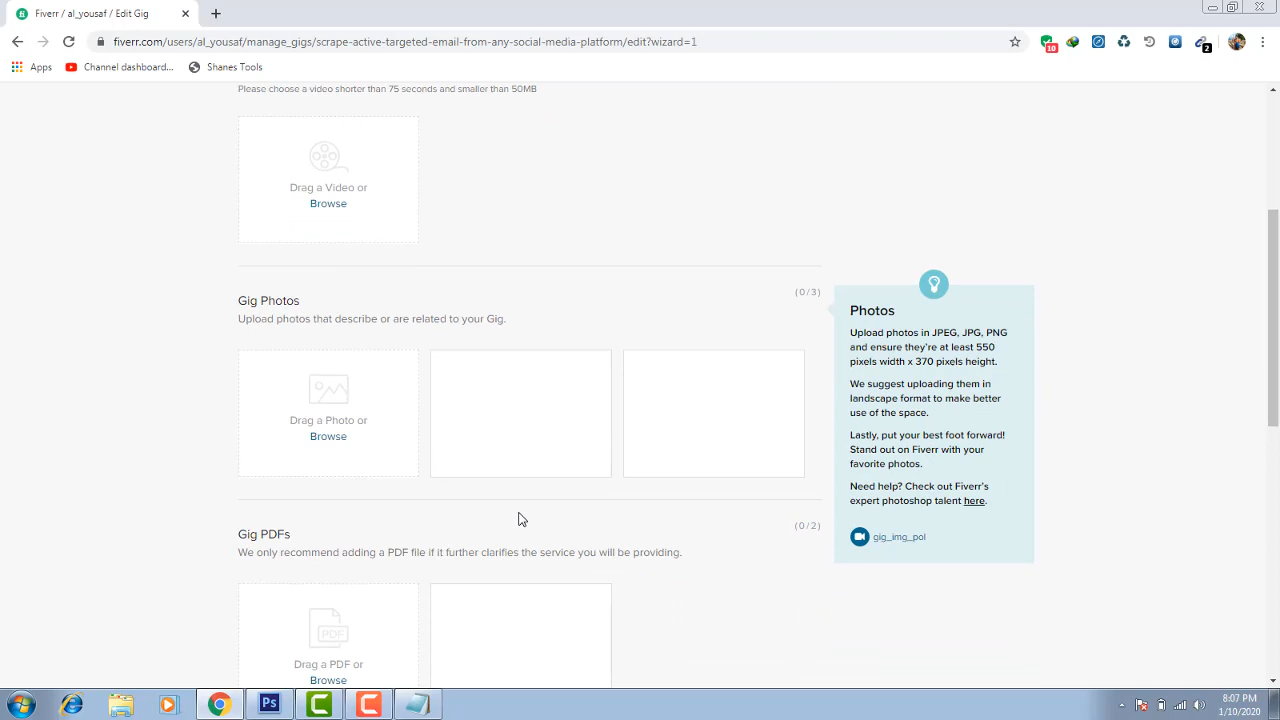 Fiverr / al_yousaf / Edit Gig
fiverr.com/users/al_yousaf/manage_gigs/scrape-active-targeted-email-from-any-social-media-platform/edit?wizard=1
10
2
Apps
Channel dashboard...
Shanes Tools
Please choose a video shorter than 75 seconds and smaller than 50MB
Drag a Video or
Browse
(0/3)
Gig Photos
Upload photos that describe or are related to your Gig.
Drag a Photo or
Browse
Photos
Upload photos in JPEG, JPG, PNG
and ensure they're at least 550
pixels width x 370 pixels height.
We suggest uploading them in
landscape format to make better
use of the space.
Lastly, put your best foot forward!
Stand out on Fiverr with your
favorite photos.
Need help? Check out Fiverr's
expert photoshop talent here.
gig_img_pol
(0/2)
Gig PDFs
We only recommend adding a PDF file if it further clarifies the service you will be providing.
PDF
Drag a PDF or
Browse
Ps
8:07 PM
1/10/2020